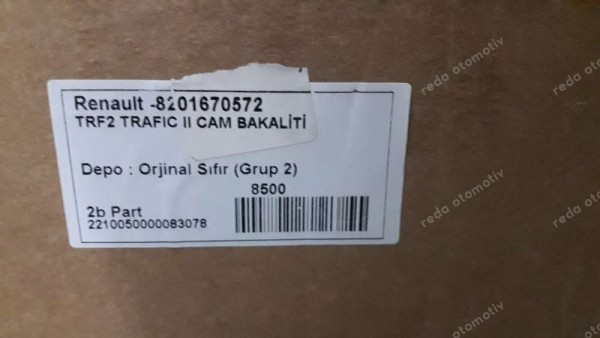 Renault -8201670572
TRF2 TRAFIC II CAM BAKALİTİ
Depo : Orjinal Sıfır (Grup 2)
8500
2b Part
2210050000083078
reda otomotiv
reda otomotiv
reda otomotiv
reda otomotiv